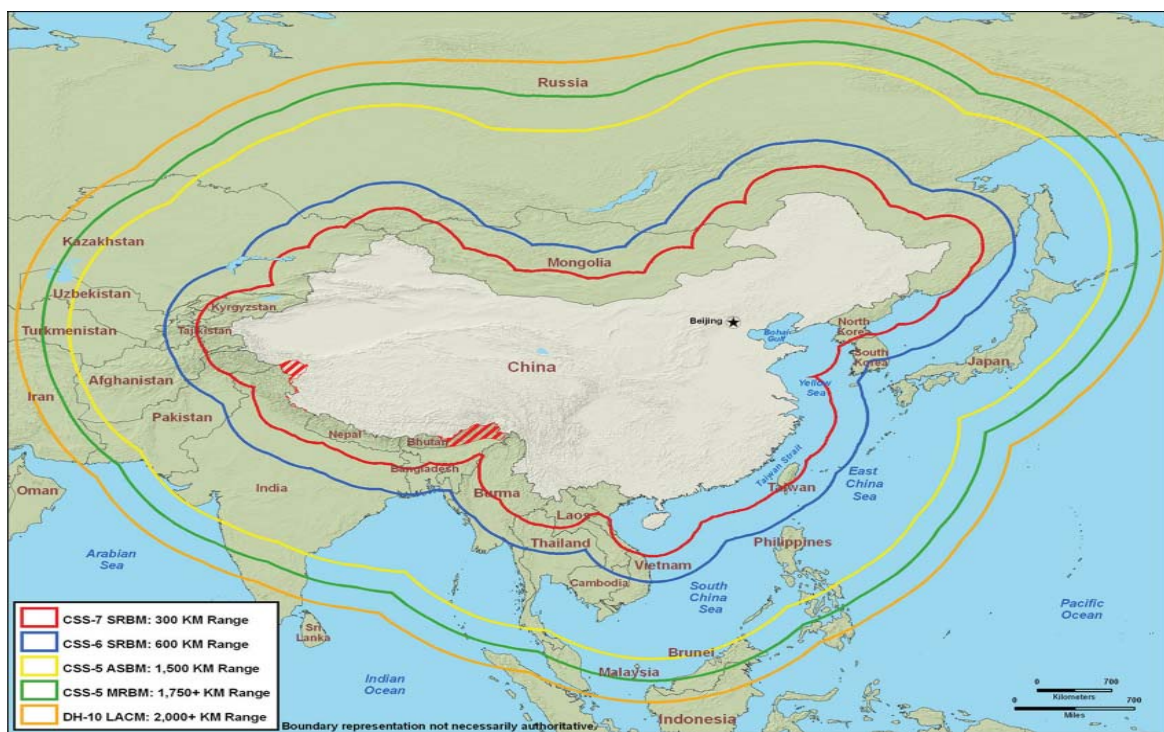 Russia
Kazakhstan
Mongolia
Uzbekistan
Kyrgyzstan
Beijing
Bohai
Gulf
North
Korea
Turkmenistan
Tajikistan
South
Korea
Japan
China
Afghanistan
Yellow
Sea
Iran
Pakistan
Nepal
Bhutan
Taiwan Strait
East
China
Sea
Bangladesh
Taiwan
Oman
India
Burma
Laos
Thailand
Philippines
Arabian
Sea
Vietnam
Cambodia
South
China
Sea
Pacific
Ocean
Sri
Lanka
Brunei
Malaysia
Indian
Ocean
Indonesia
CSS-7 SRBM: 300 KM Range
CSS-6 SRBM: 600 KM Range
CSS-5 ASBM: 1,500 KM Range
CSS-5 MRBM: 1,750+ KM Range
DH-10 LACM: 2,000+ KM Range
Boundary representation not necessarily authoritative.
0 700
Kilometers
0 700
Miles